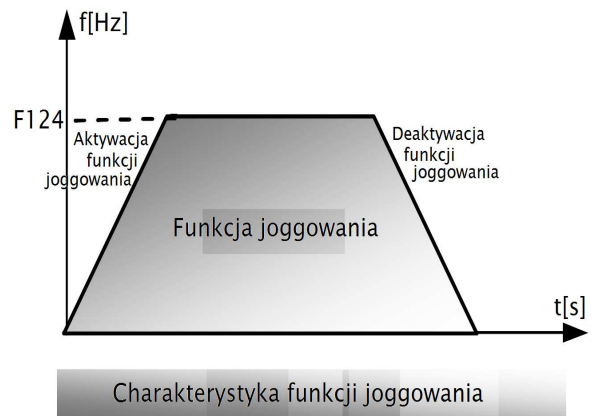 f[Hz]
F124
Aktywacja
funkcji
joggowania
Deaktywacja
funkcji
joggowania
Funkcja joggowania
t[s]
Charakterystyka funkcji joggowania